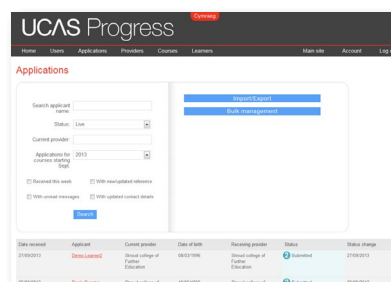 Cymraeg
UCAS Progress
Home Users Applications Providers Courses Learners Main site Account Log
Applications
Search applicant name:
Status: Live
Current provider:
Applications for courses starting Sept: 2013
Received this week
With new/updated reference
With unread messages
With updated contact details
Search
Import/Export
Bulk management
Date received Applicant Current provider Date of birth Receiving provider Status Status change
27/09/2013 Demo Learner2 Stroud college of Further Education 08/03/1996 Stroud college of Further Education 2 Submitted 27/09/2013